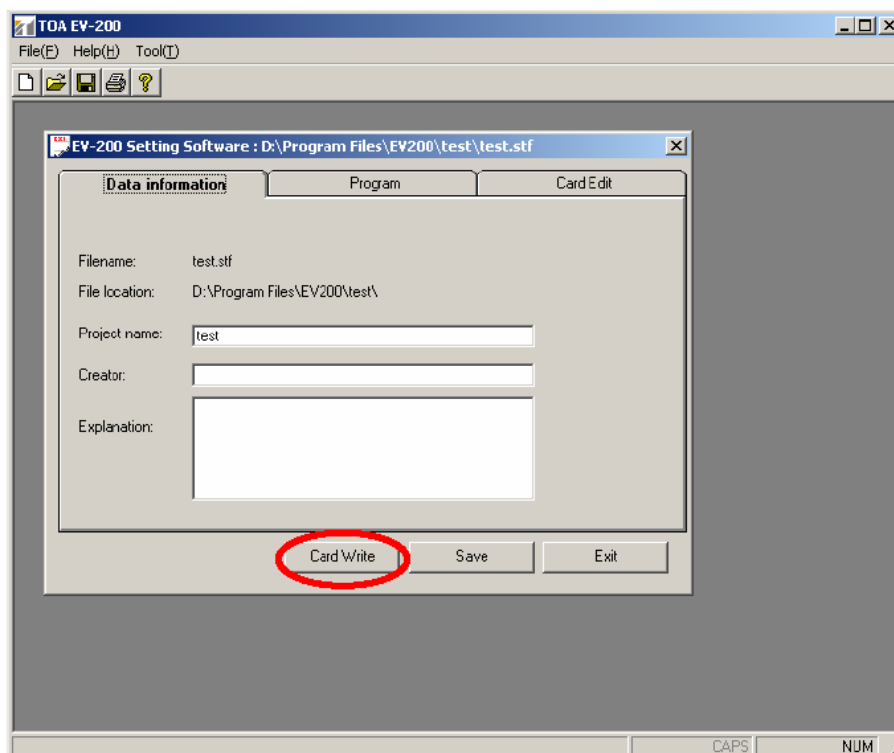 TOA EV-200
File(F) Help(H) Tool(T)
EV-200 Setting Software : D:\Program Files\EV200\test\test.stf
Data information Program Card Edit
Filename: test.stf
File location: D:\Program Files\EV200\test\
Project name: test
Creator:
Explanation:
Card Write Save Exit
CAPS NUM